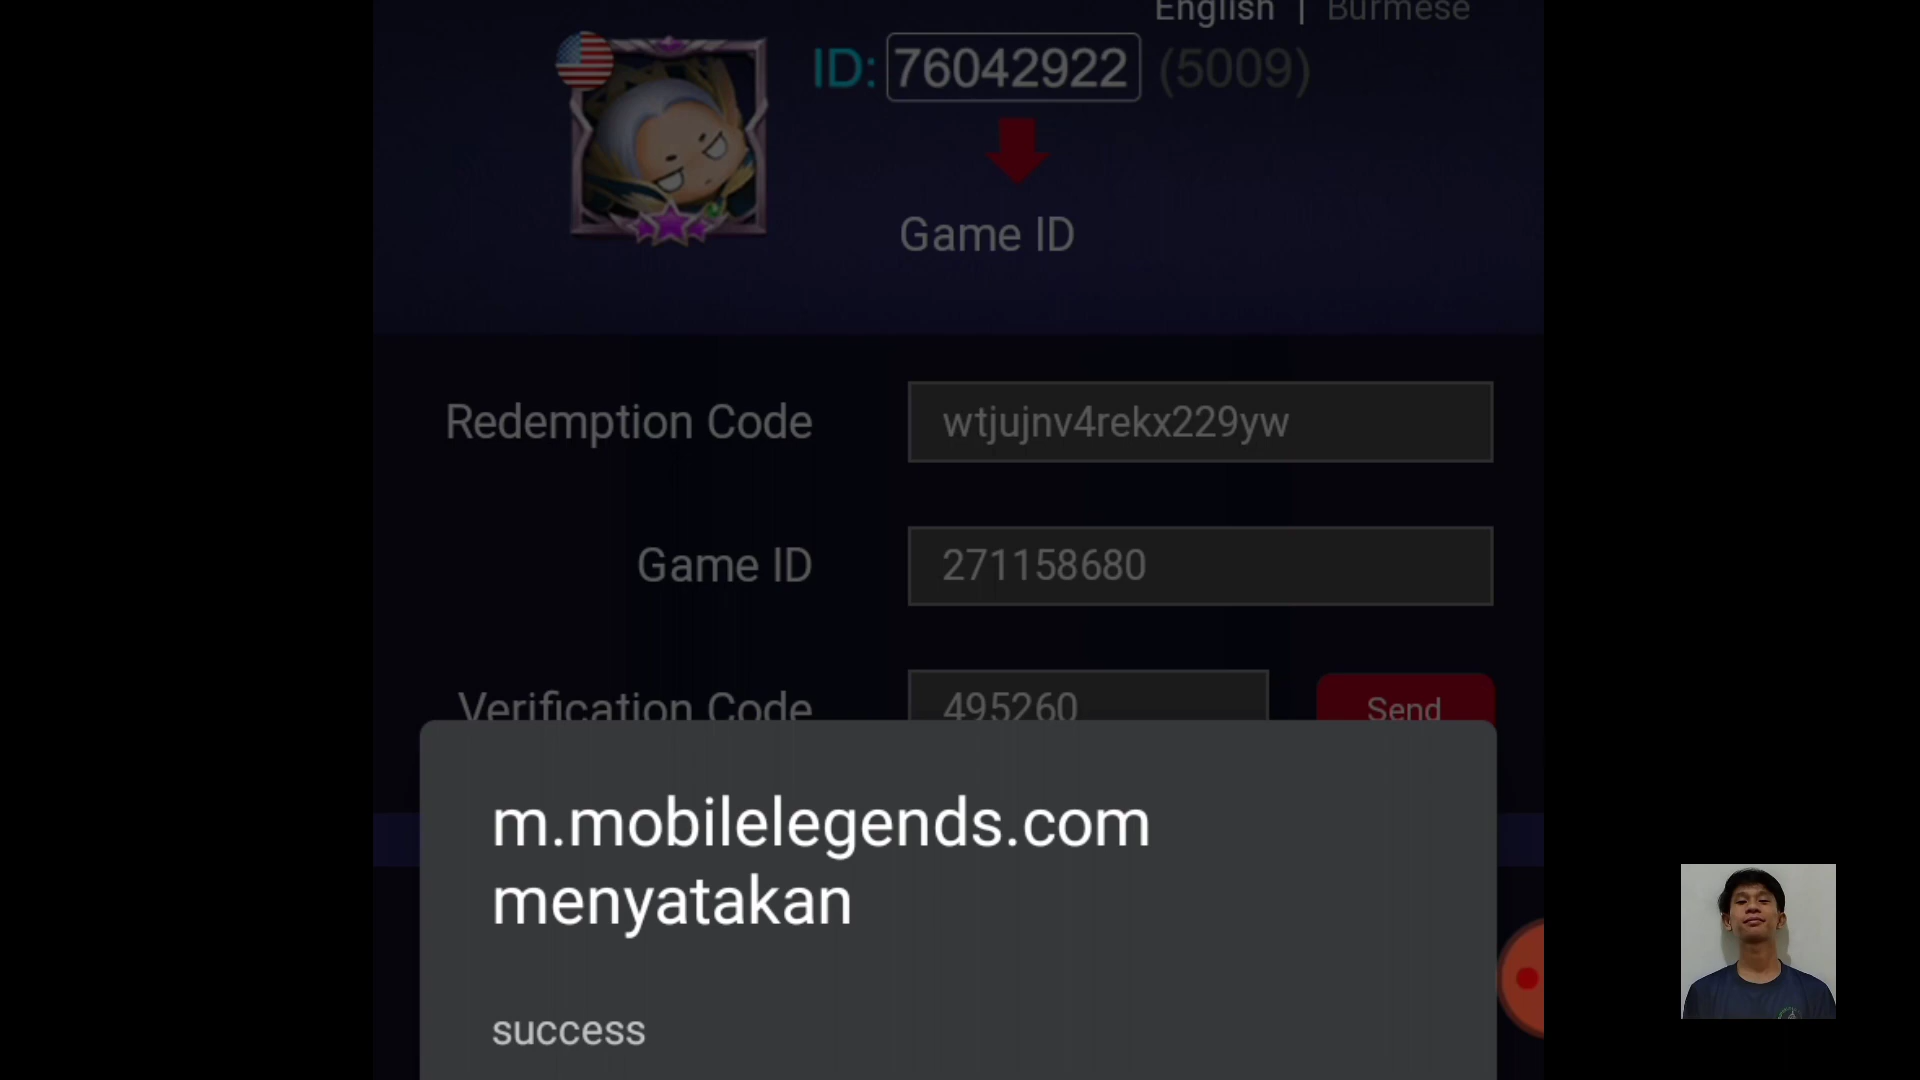 English | Burmese
ID: 76042922 (5009)
Game ID
Redemption Code wtjujnv4rekx229yw
Game ID 271158680
Verification Code 495260 Send
m.mobilelegends.com
menyatakan
success